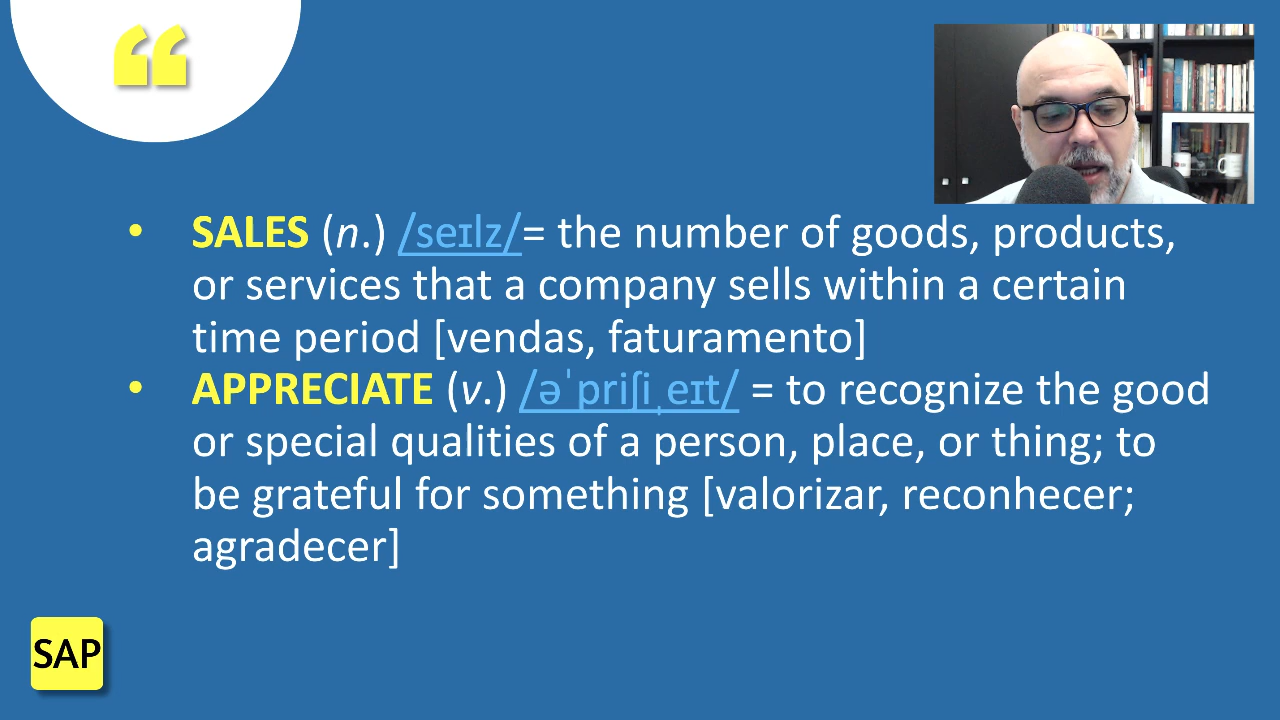 “
• SALES (n.) /seɪlz/= the number of goods, products,
or services that a company sells within a certain
time period [vendas, faturamento]
• APPRECIATE (v.) /əˈpriʃiˌeɪt/ = to recognize the good
or special qualities of a person, place, or thing; to
be grateful for something [valorizar, reconhecer;
agradecer]
SAP